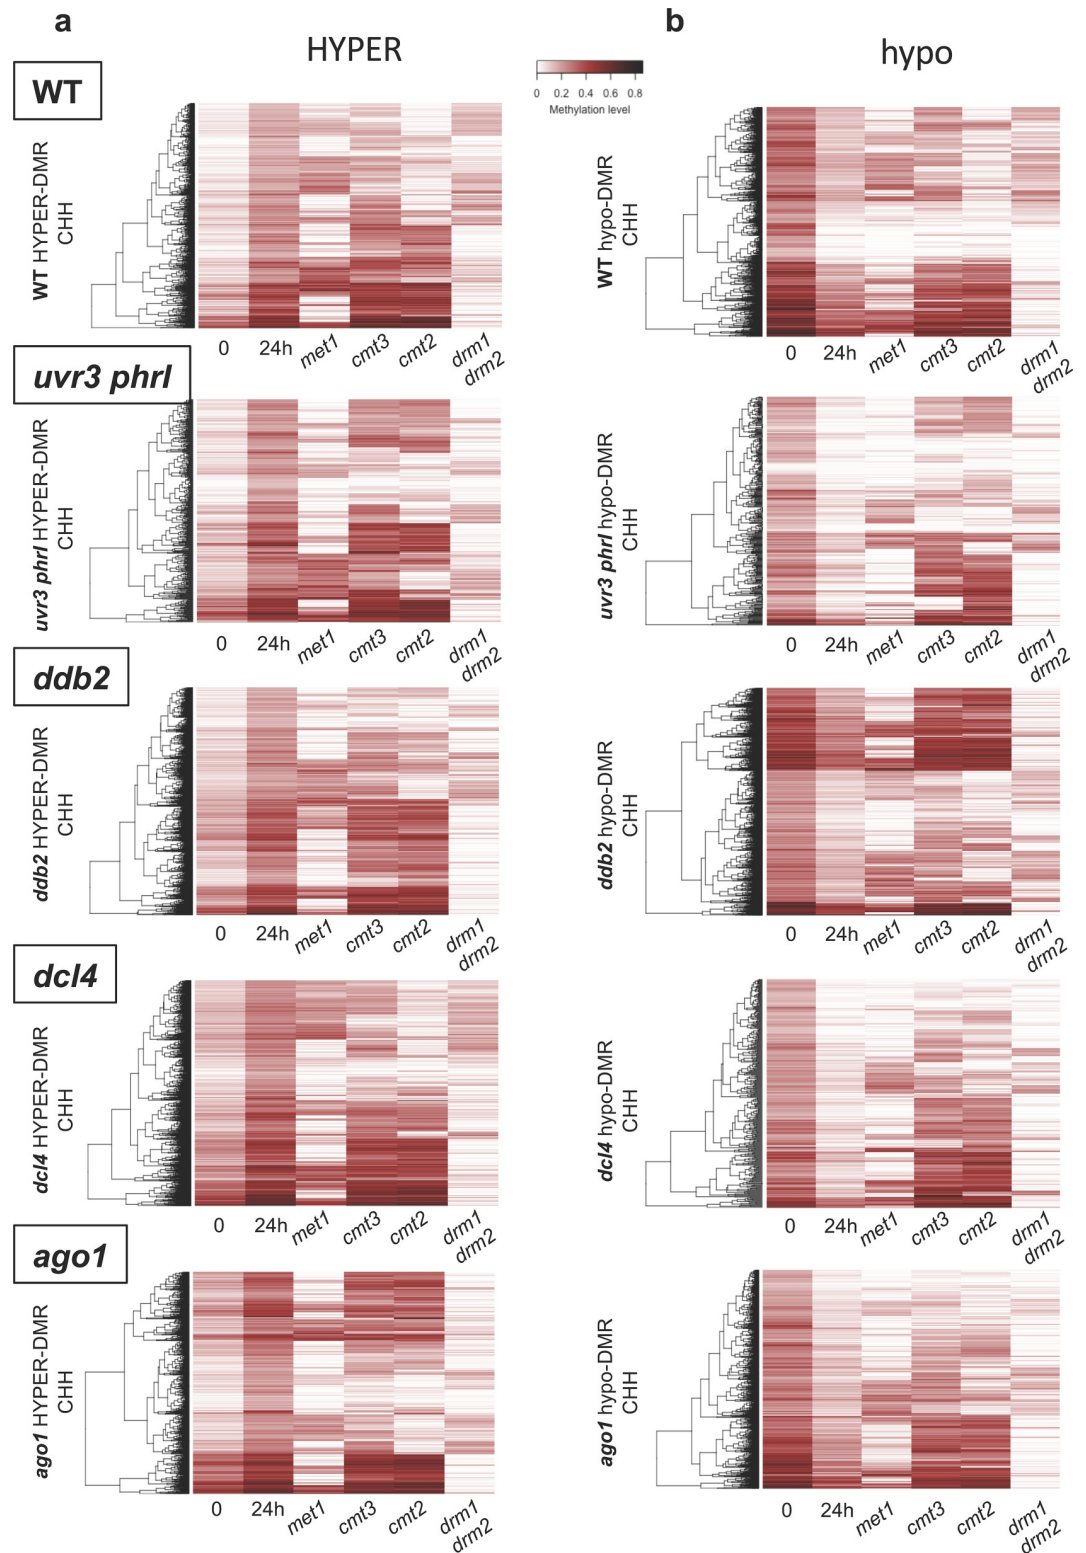 a
b
HYPER
hypo
0 0.2 0.4 0.6 0.8
Methylation level
WT
WT HYPER-DMR
CHH
0 24h met1 cmt3 cmt2 drm1
drm2
WT hypo-DMR
CHH
0 24h met1 cmt3 cmt2 drm1
drm2
uvr3 phrI
uvr3 phrI HYPER-DMR
CHH
0 24h met1 cmt3 cmt2 drm1
drm2
uvr3 phrI hypo-DMR
CHH
0 24h met1 cmt3 cmt2 drm1
drm2
ddb2
ddb2 HYPER-DMR
CHH
0 24h met1 cmt3 cmt2 drm1
drm2
ddb2 hypo-DMR
CHH
0 24h met1 cmt3 cmt2 drm1
drm2
dcl4
dcl4 HYPER-DMR
CHH
0 24h met1 cmt3 cmt2 drm1
drm2
dcl4 hypo-DMR
CHH
0 24h met1 cmt3 cmt2 drm1
drm2
ago1
ago1 HYPER-DMR
CHH
0 24h met1 cmt3 cmt2 drm1
drm2
ago1 hypo-DMR
CHH
0 24h met1 cmt3 cmt2 drm1
drm2